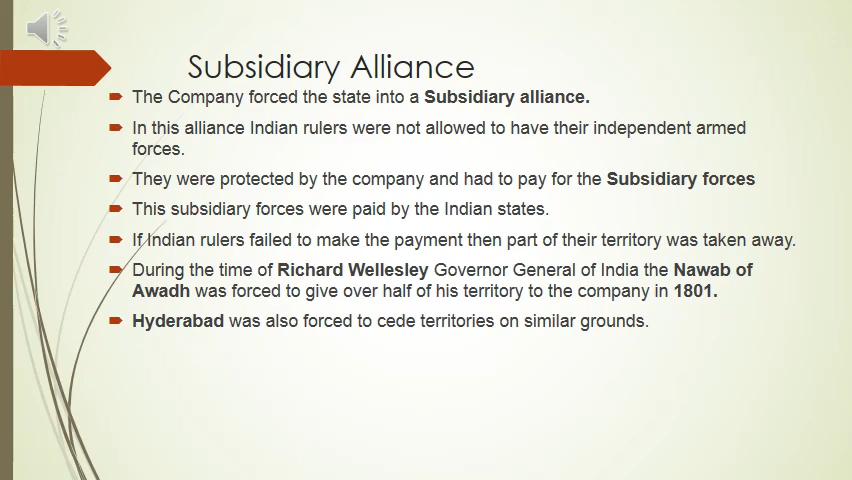 Subsidiary Alliance
The Company forced the state into a Subsidiary alliance.
In this alliance Indian rulers were not allowed to have their independent armed
forces.
They were protected by the company and had to pay for the Subsidiary forces
This subsidiary forces were paid by the Indian states.
If Indian rulers failed to make the payment then part of their territory was taken away.
During the time of Richard Wellesley Governor General of India the Nawab of
Awadh was forced to give over half of his territory to the company in 1801.
Hyderabad was also forced to cede territories on similar grounds.